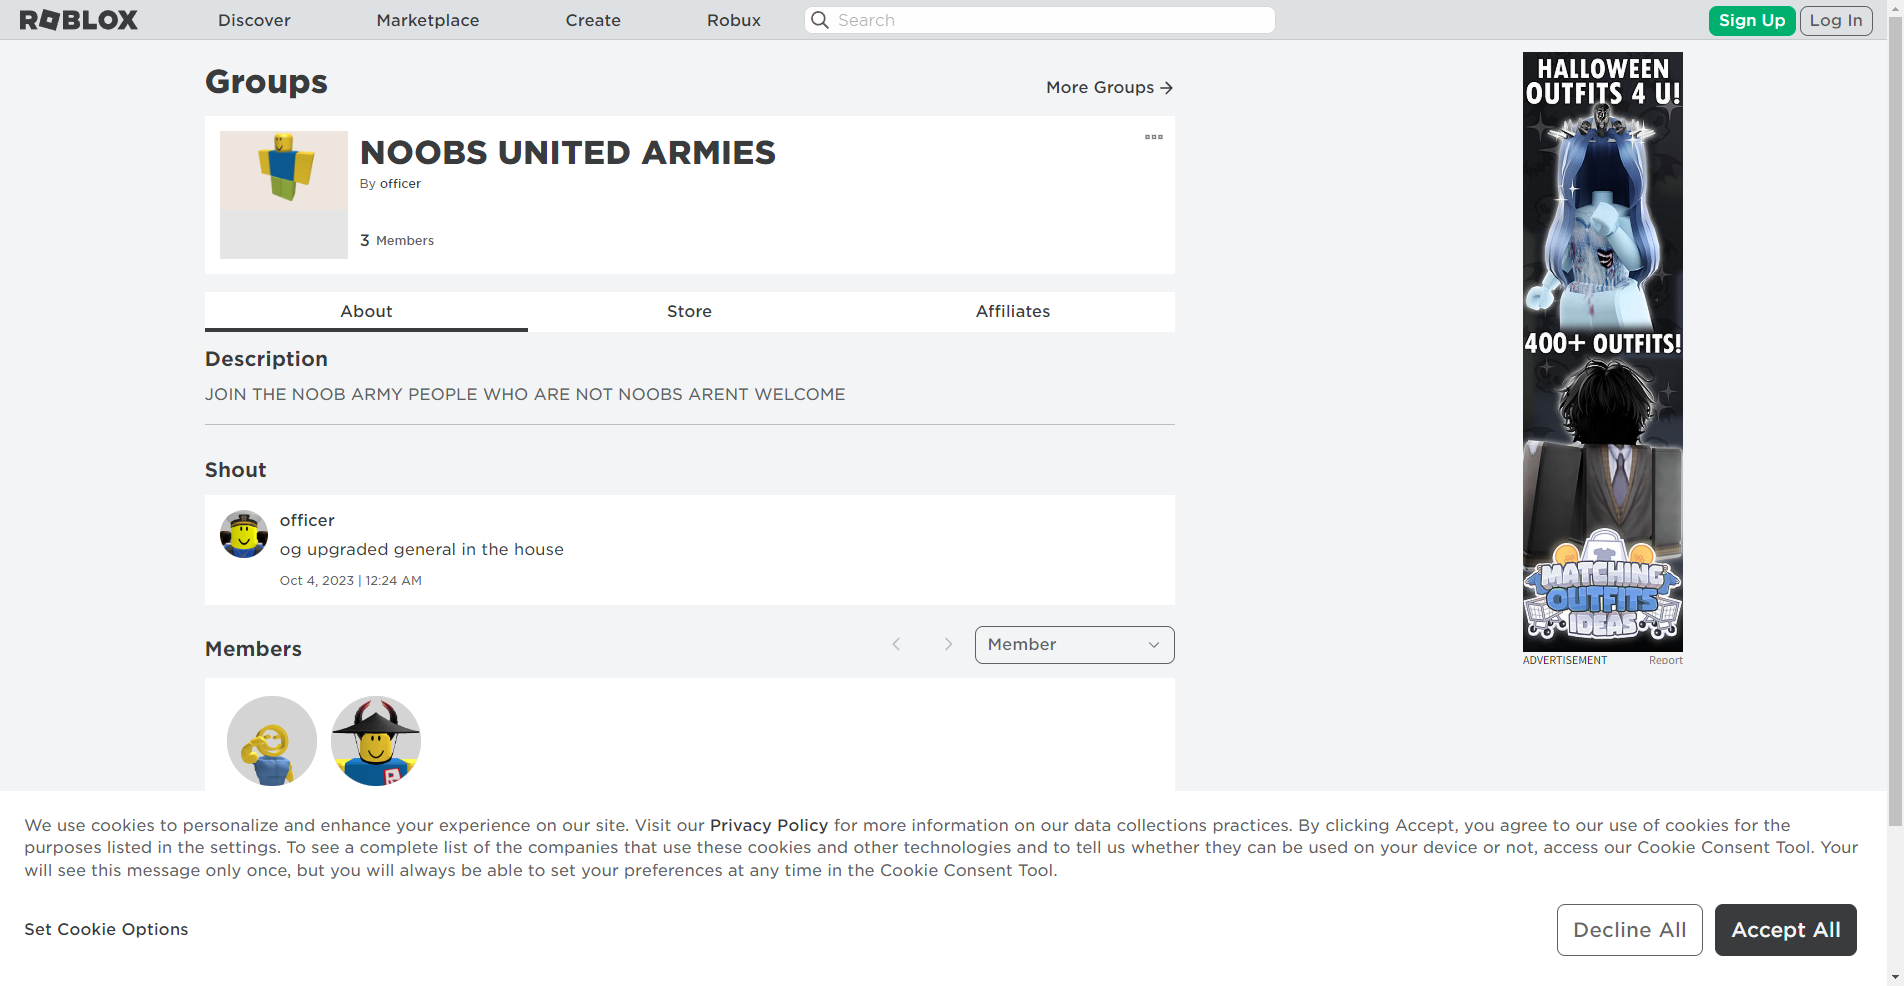 ROBLOX
Discover
Marketplace
Create
Robux
Search
Sign Up
Log In
Groups
More Groups →
NOOBS UNITED ARMIES
By officer
3 Members
About
Store
Affiliates
Description
JOIN THE NOOB ARMY PEOPLE WHO ARE NOT NOOBS ARENT WELCOME
Shout
officer
og upgraded general in the house
Oct 4, 2023 | 12:24 AM
Members
Member
HALLOWEEN
OUTFITS 4 U!
400+ OUTFITS!
MATCHING
OUTFITS
IDEAS
ADVERTISEMENT
Report
We use cookies to personalize and enhance your experience on our site. Visit our Privacy Policy for more information on our data collections practices. By clicking Accept, you agree to our use of cookies for the
purposes listed in the settings. To see a complete list of the companies that use these cookies and other technologies and to tell us whether they can be used on your device or not, access our Cookie Consent Tool. Your
will see this message only once, but you will always be able to set your preferences at any time in the Cookie Consent Tool.
Set Cookie Options
Decline All
Accept All